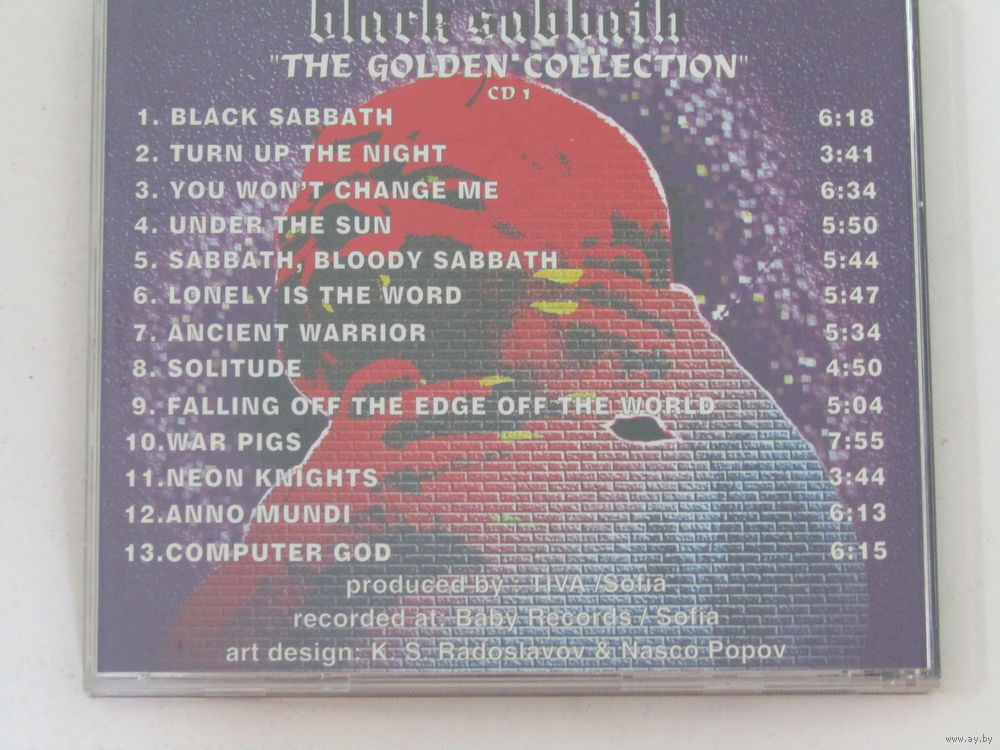 black sabbath
"THE GOLDEN COLLECTION"
CD 1
1. BLACK SABBATH 6:18
2. TURN UP THE NIGHT 3:41
3. YOU WON'T CHANGE ME 6:34
4. UNDER THE SUN 5:50
5. SABBATH, BLOODY SABBATH 5:44
6. LONELY IS THE WORD 5:47
7. ANCIENT WARRIOR 5:34
8. SOLITUDE 4:50
9. FALLING OFF THE EDGE OFF THE WORLD 5:04
10.WAR PIGS 7:55
11.NEON KNIGHTS 3:44
12.ANNO MUNDI 6:13
13.COMPUTER GOD 6:15
produced by : TIVA /Sofia
recorded at: Baby Records / Sofia
art design: K. S. Radoslavov & Nasco Popov
www.ay.by